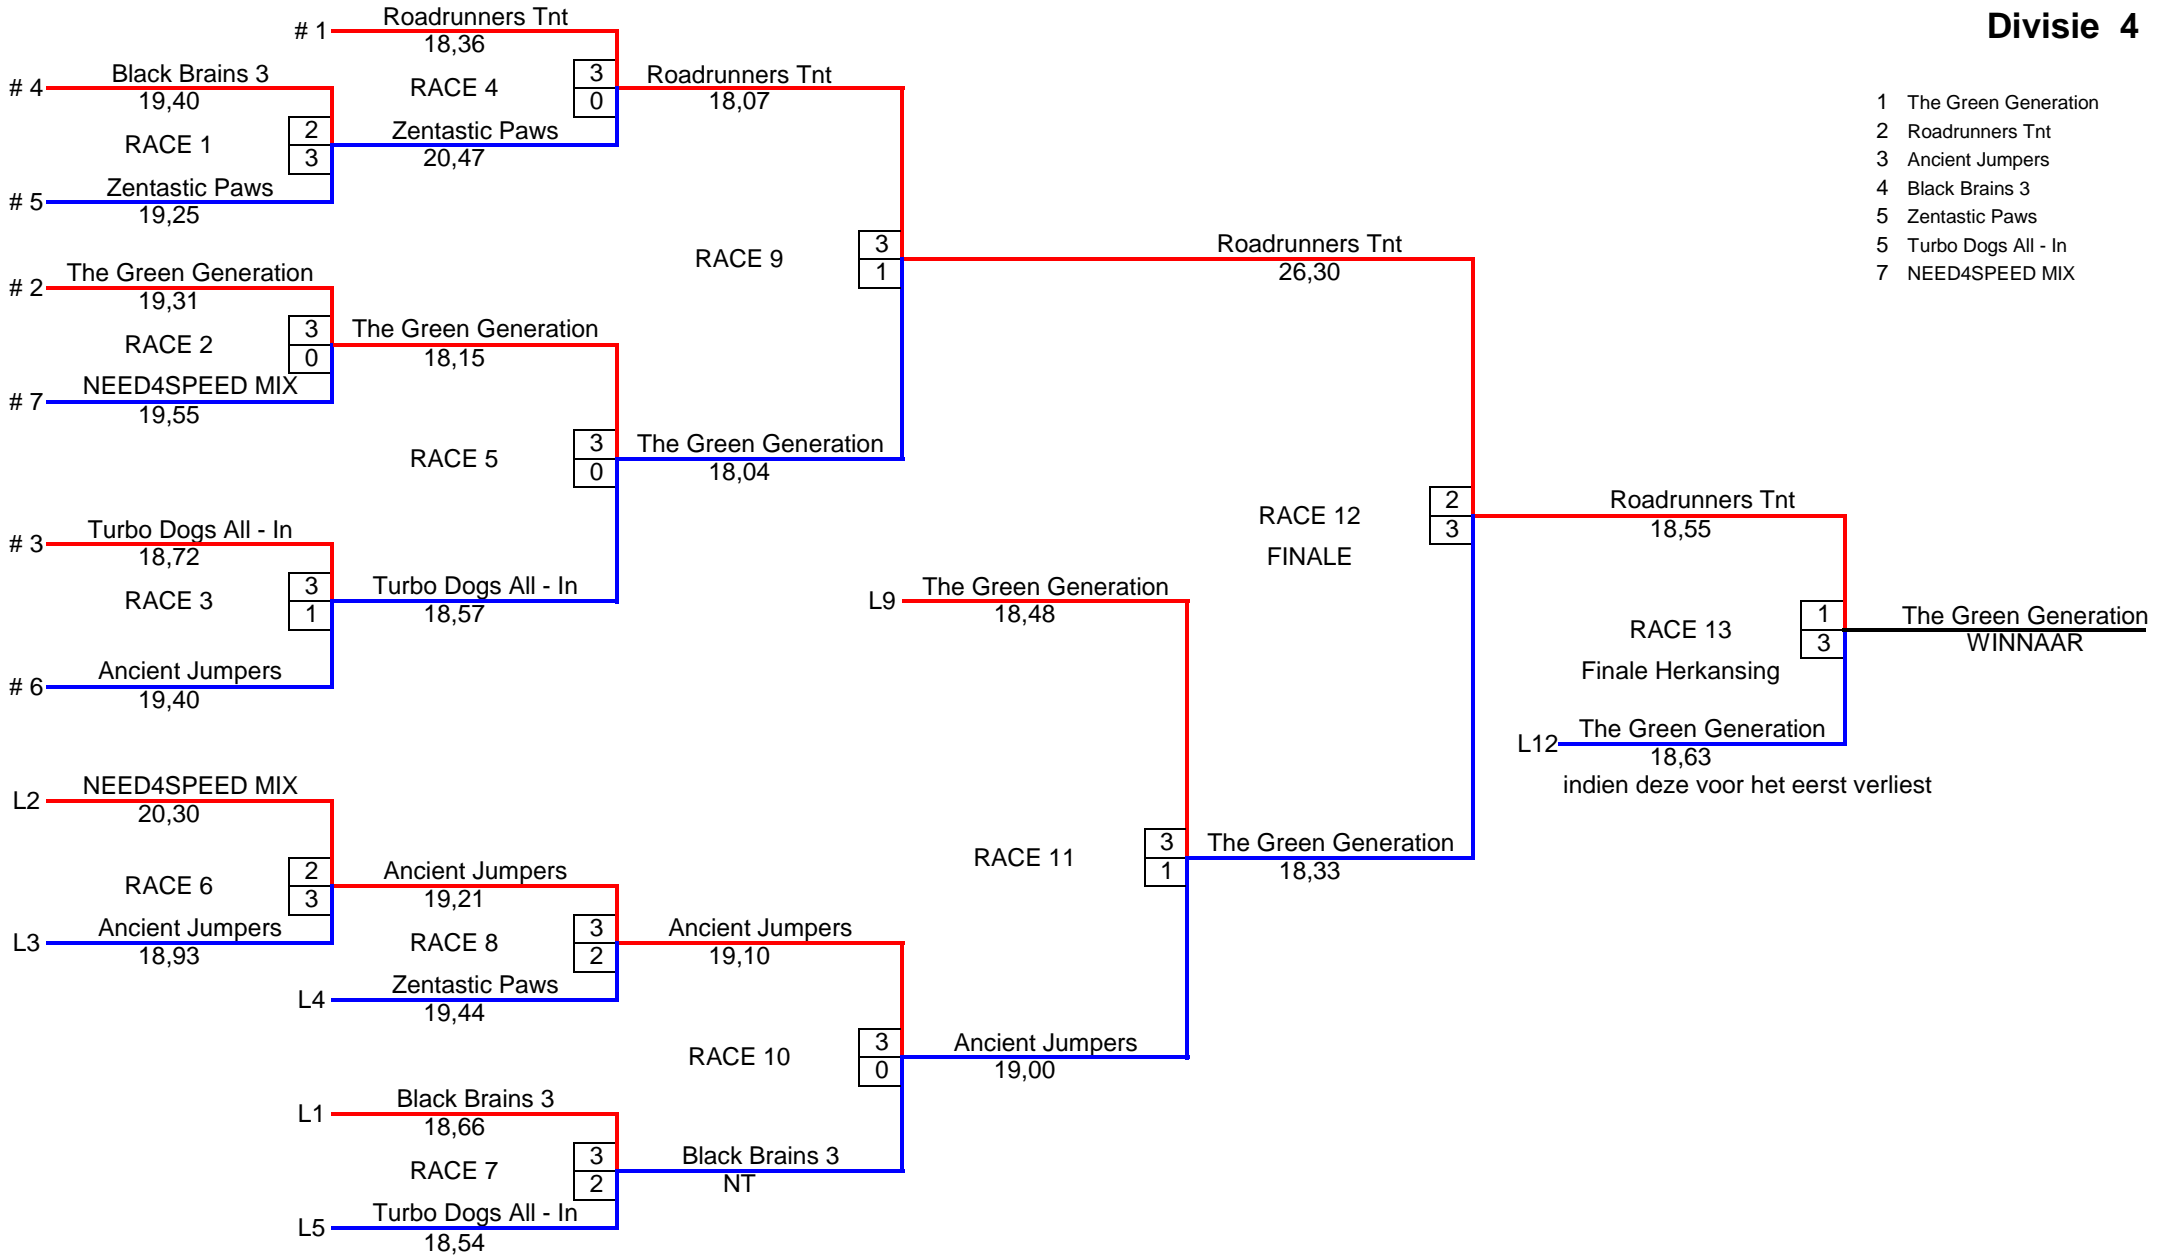 Divisie 4
1 The Green Generation
2 Roadrunners Tnt
3 Ancient Jumpers
4 Black Brains 3
5 Zentastic Paws
5 Turbo Dogs All - In
7 NEED4SPEED MIX
# 4 Black Brains 3
19,40
RACE 1
2
3
# 5 Zentastic Paws
19,25
# 2 The Green Generation
19,31
RACE 2
3
0
# 7 NEED4SPEED MIX
19,55
# 3 Turbo Dogs All - In
18,72
RACE 3
3
1
# 6 Ancient Jumpers
19,40
L2 NEED4SPEED MIX
20,30
RACE 6
2
3
L3 Ancient Jumpers
18,93
# 1 Roadrunners Tnt
18,36
RACE 4
3
0
Zentastic Paws
20,47
The Green Generation
18,15
RACE 5
3
0
Turbo Dogs All - In
18,57
Ancient Jumpers
19,21
RACE 8
3
2
L4 Zentastic Paws
19,44
L1 Black Brains 3
18,66
RACE 7
3
2
L5 Turbo Dogs All - In
18,54
Roadrunners Tnt
18,07
RACE 9
3
1
The Green Generation
18,04
Ancient Jumpers
19,10
RACE 10
3
0
Black Brains 3
NT
L9 The Green Generation
18,48
RACE 11
3
1
Ancient Jumpers
19,00
Roadrunners Tnt
26,30
RACE 12
FINALE
2
3
The Green Generation
18,33
Roadrunners Tnt
18,55
RACE 13
Finale Herkansing
1
3
L12 The Green Generation
18,63
indien deze voor het eerst verliest
The Green Generation
WINNAAR